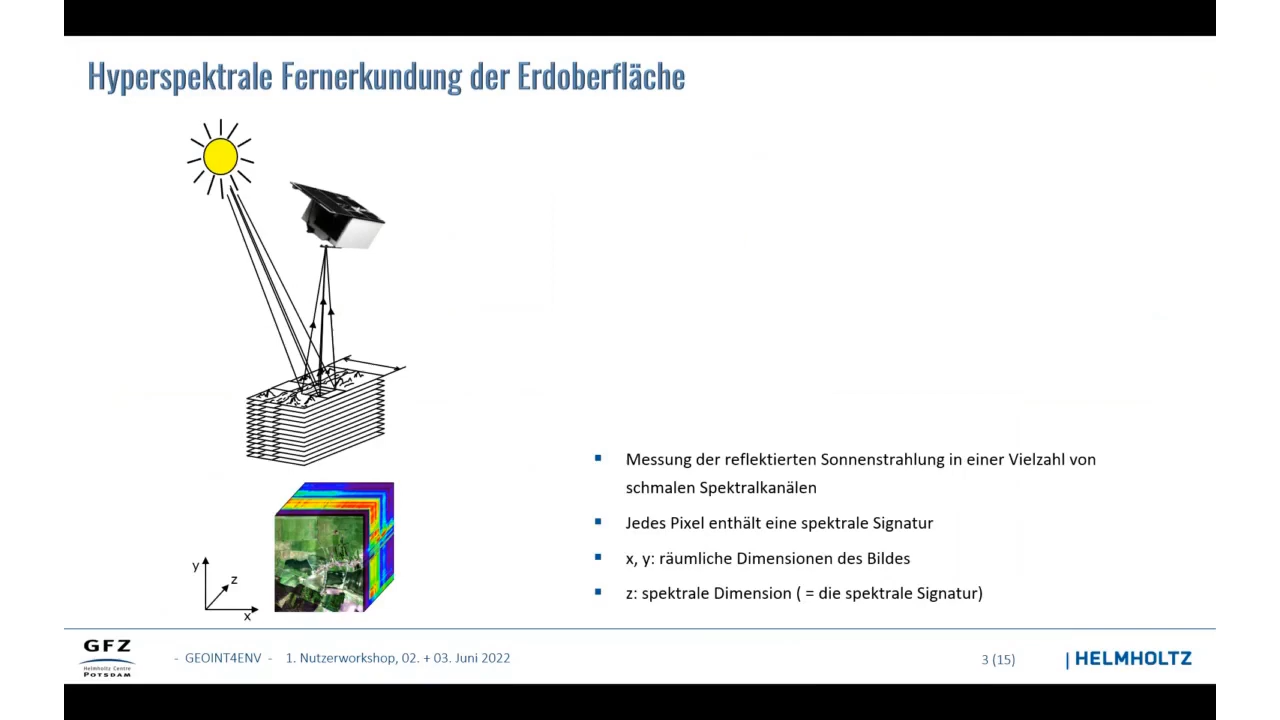 Hyperspektrale Fernerkundung der Erdoberfläche
Messung der reflektierten Sonnenstrahlung in einer Vielzahl von
schmalen Spektralkanälen
Jedes Pixel enthält eine spektrale Signatur
x, y: räumliche Dimensionen des Bildes
z: spektrale Dimension ( = die spektrale Signatur)
y
z
x
GFZ
Helmholtz Centre
POTSDAM
- GEOINT4ENV - 1. Nutzerworkshop, 02. + 03. Juni 2022
3 (15)
HELMHOLTZ